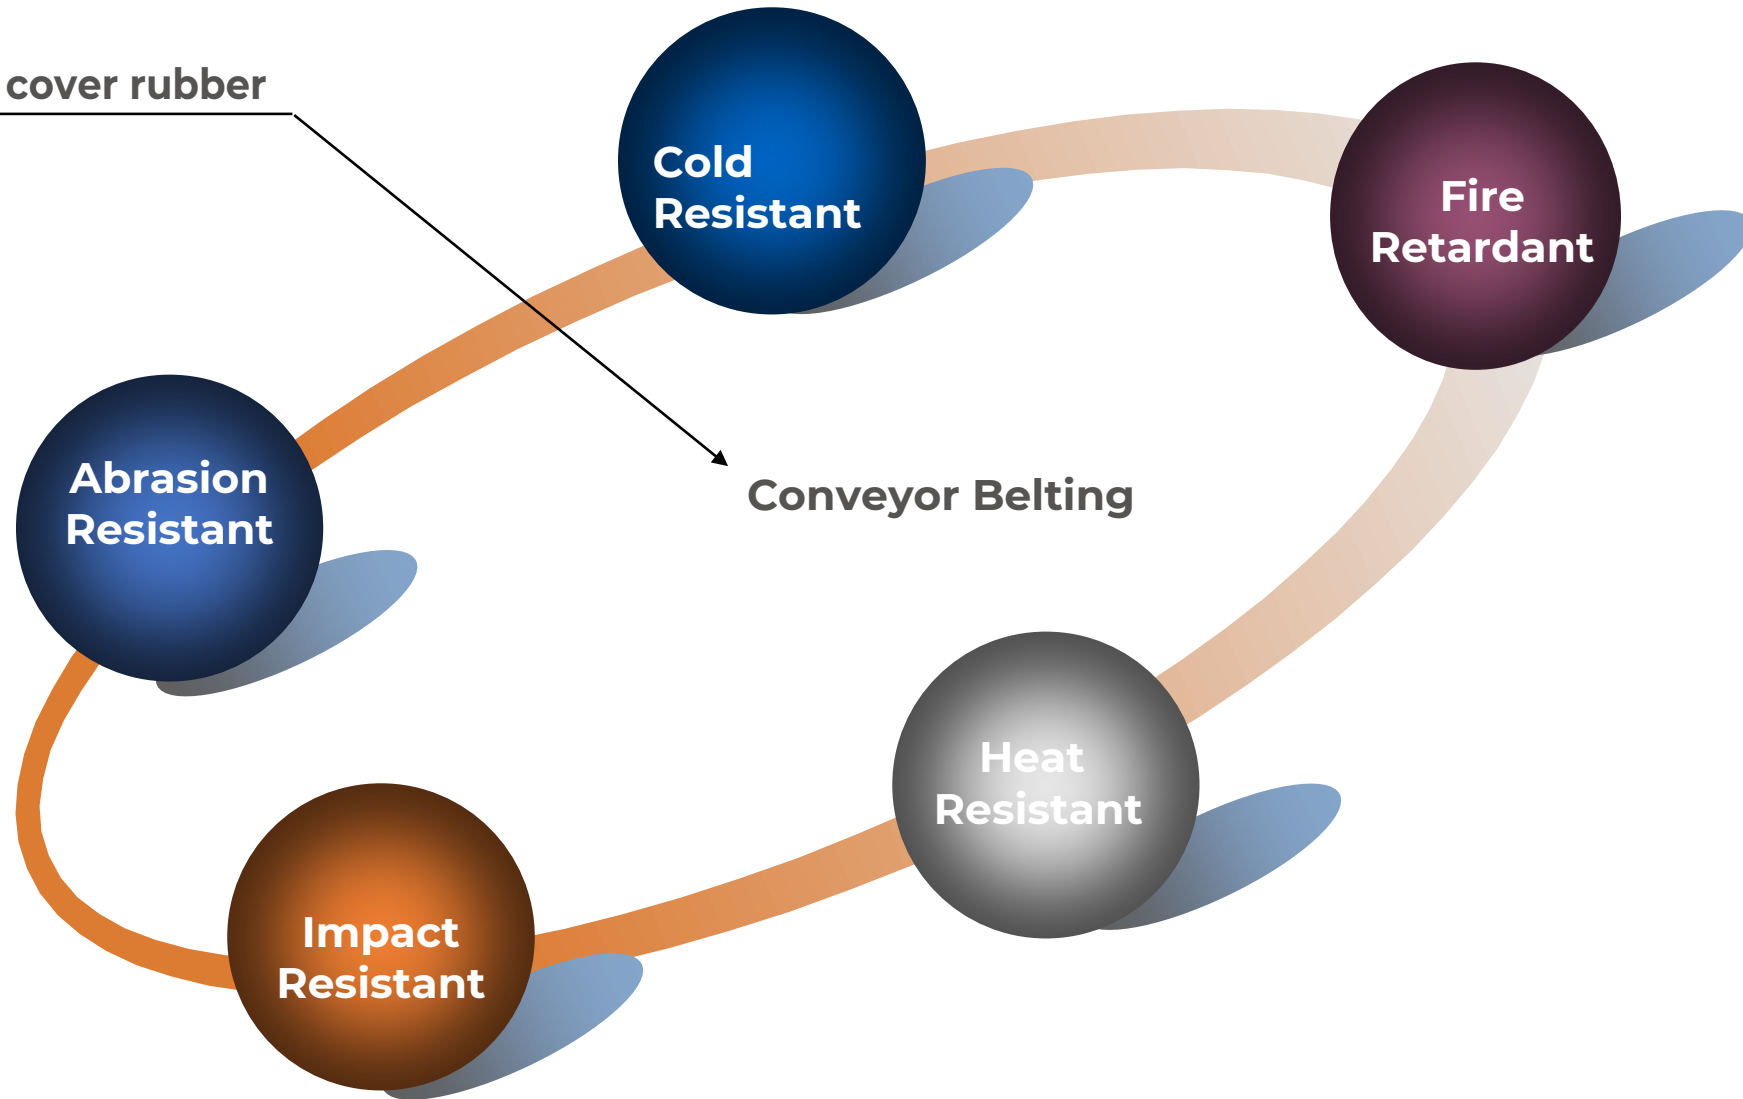 cover rubber
Cold
Resistant
Fire
Retardant
Abrasion
Resistant
Conveyor Belting
Heat
Resistant
Impact
Resistant